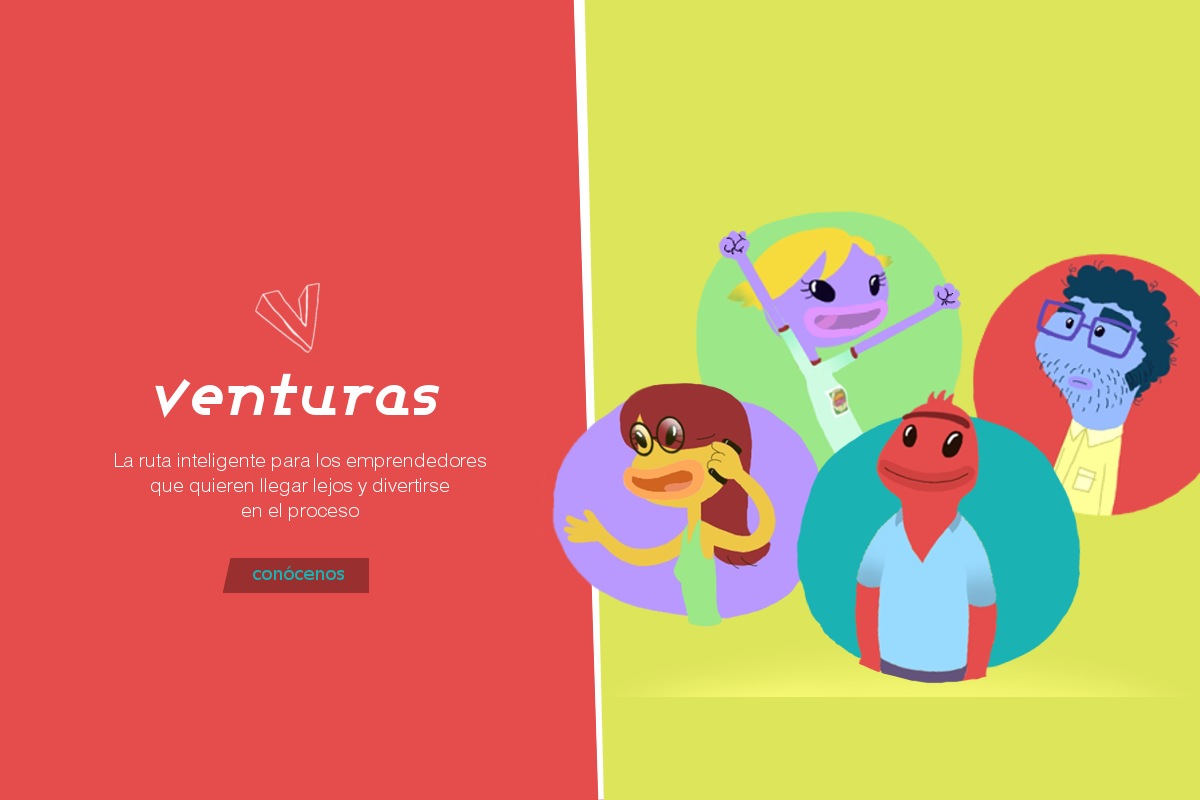 venturas
La ruta inteligente para los emprendedores
que quieren llegar lejos y divertirse
en el proceso
conócenos